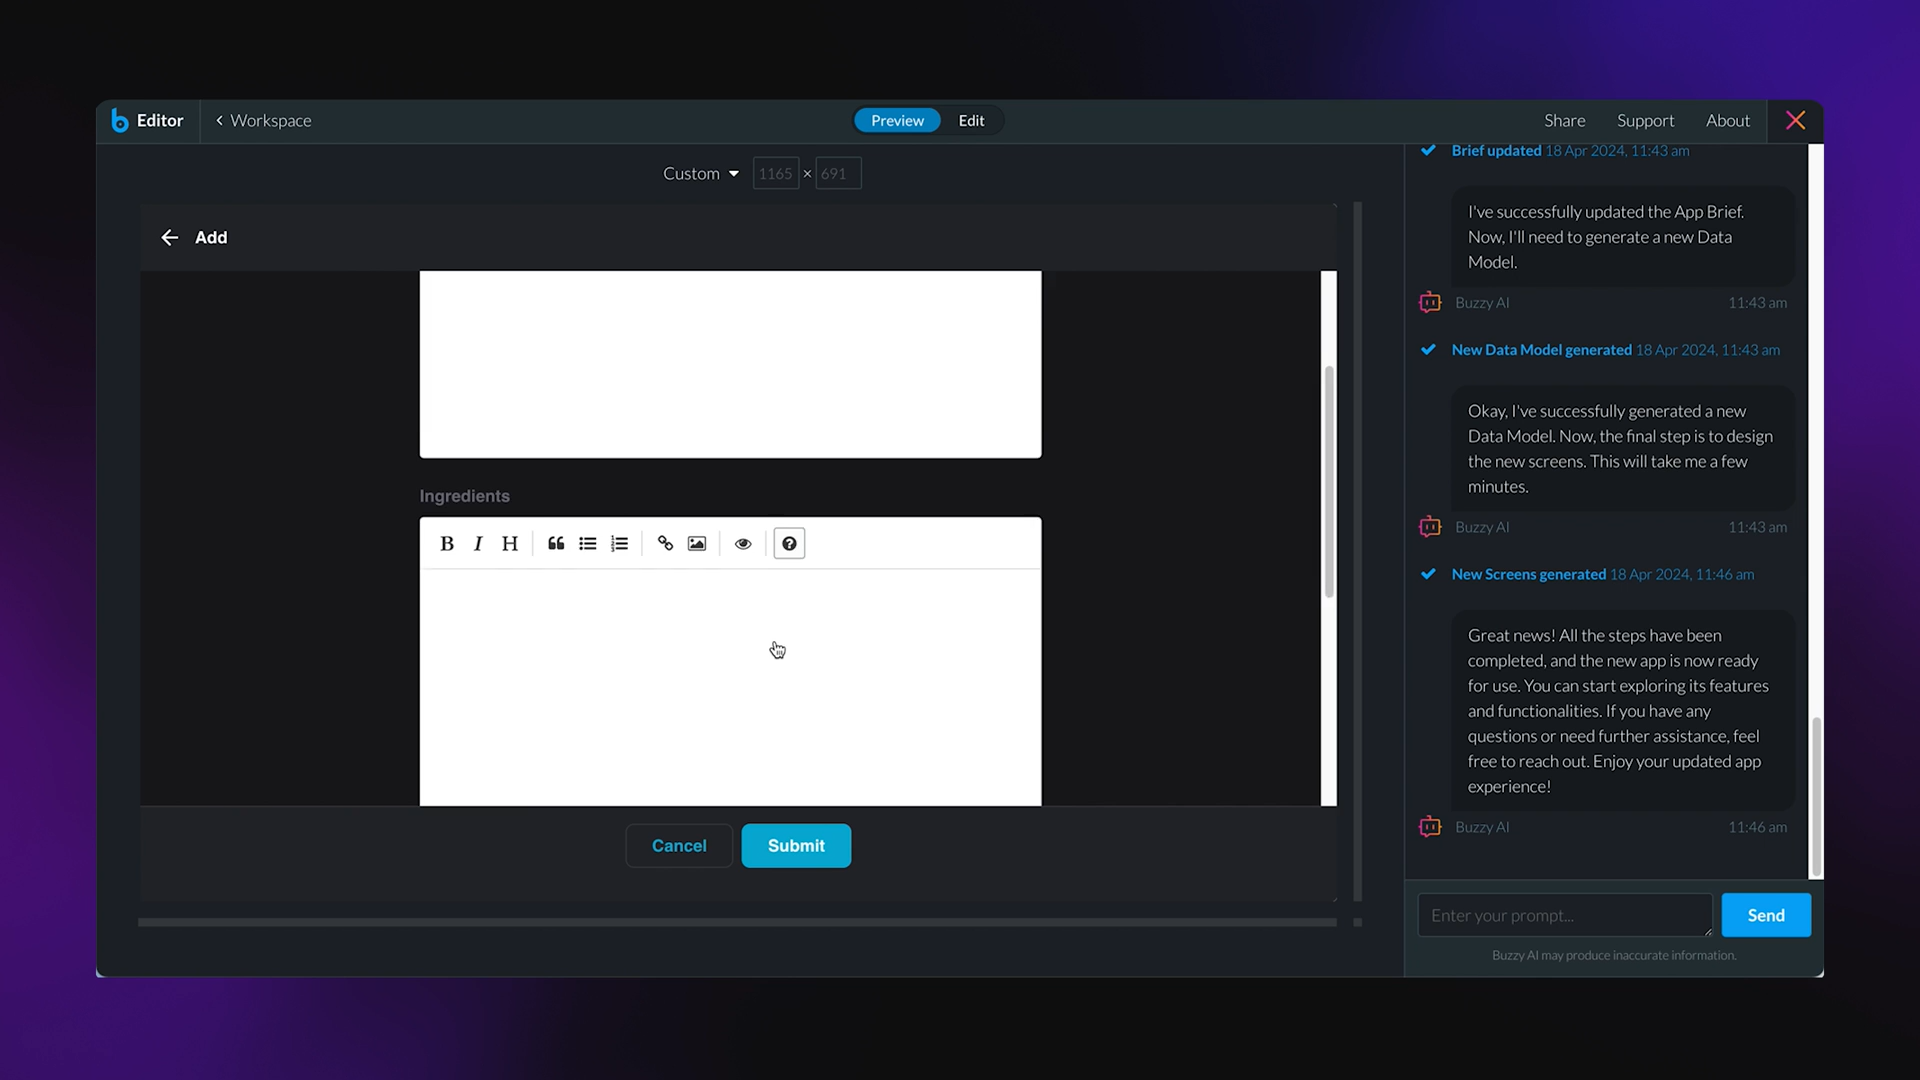 Editor
Workspace
Preview
Edit
Share
Support
About
Custom
1165 × 691
Add
Ingredients
B I H
Cancel
Submit
Brief updated 18 Apr 2024, 11:43 am
I've successfully updated the App Brief.
Now, I'll need to generate a new Data
Model.
Buzzy AI 11:43 am
New Data Model generated 18 Apr 2024, 11:43 am
Okay, I've successfully generated a new
Data Model. Now, the final step is to design
the new screens. This will take me a few
minutes.
Buzzy AI 11:43 am
New Screens generated 18 Apr 2024, 11:46 am
Great news! All the steps have been
completed, and the new app is now ready
for use. You can start exploring its features
and functionalities. If you have any
questions or need further assistance, feel
free to reach out. Enjoy your updated app
experience!
Buzzy AI 11:46 am
Enter your prompt...
Send
Buzzy AI may produce inaccurate information.